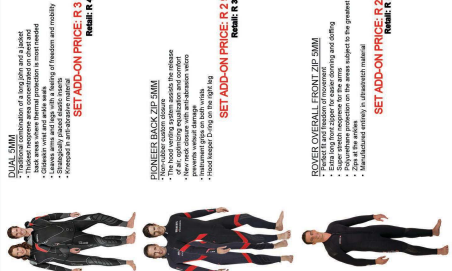 DUAL 5MM
• Traditional combination of a long john and a jacket
• Thickest neoprene area concentrated on chest and
back areas where thermal protection is most needed
• Glideskin wrist and ankle seals
• Leaves arms and legs with a feeling of freedom and mobility
• Strategically placed elastic inserts
• Kneepad in anti-abrasive material
SET ADD-ON PRICE: R 3
Retail: R 4
PIONEER BACK ZIP 5MM
• Non-rubber custom closure
• The hood venting system assists the release
of air, optimizing equalization and comfort
• New neck closure with anti-abrasion velcro
prevents wetsuit damage
• Instrument grips on both wrists
• Hood keeper D-ring on the right leg
SET ADD-ON PRICE: R 2
Retail: R 3
ROVER OVERALL FRONT ZIP 5MM
• Perfect fit and freedom of movement
• Extra long front zipper for easier donning and doffing
• Super stretch neoprene for the arms
• Polyurethane protection on the areas subject to the greatest
• Zips at the ankles
• Manufactured entirely in ultrastretch material
SET ADD-ON PRICE: R 2
Retail: R